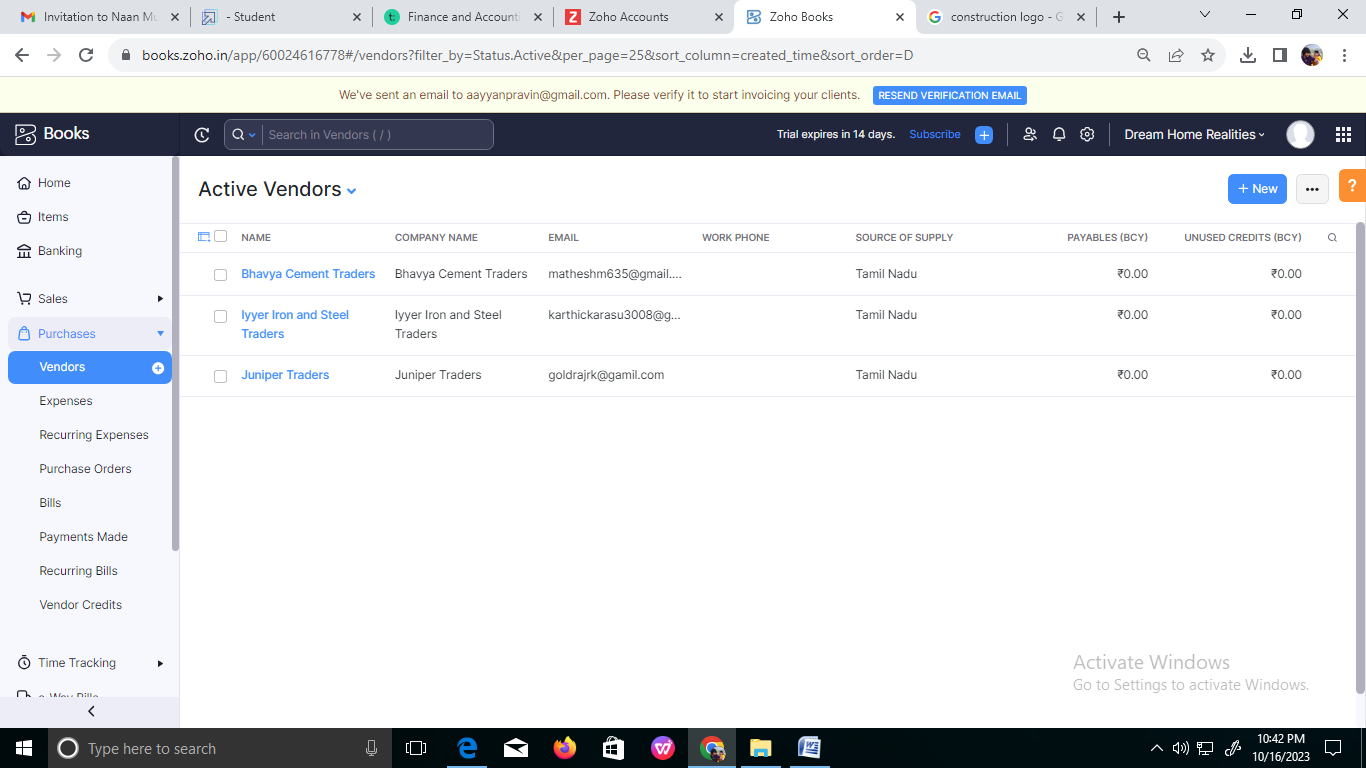 Invitation to Naan Mu
- Student
Finance and Account
Zoho Accounts
Zoho Books
construction logo - G
books.zoho.in/app/60024616778#/vendors?filter_by=Status.Active&per_page=25&sort_column=created_time&sort_order=D
We've sent an email to aayyanpravin@gmail.com. Please verify it to start invoicing your clients. RESEND VERIFICATION EMAIL
Books
Search in Vendors ( / )
Trial expires in 14 days. Subscribe
Dream Home Realities
Home
Items
Banking
Sales
Purchases
Vendors
Expenses
Recurring Expenses
Purchase Orders
Bills
Payments Made
Recurring Bills
Vendor Credits
Time Tracking
e-Way Bills
Active Vendors
+ New
?
NAME COMPANY NAME EMAIL WORK PHONE SOURCE OF SUPPLY PAYABLES (BCY) UNUSED CREDITS (BCY)
Bhavya Cement Traders Bhavya Cement Traders matheshm635@gmail.... Tamil Nadu ₹0.00 ₹0.00
Iyyer Iron and Steel Iyyer Iron and Steel karthickarasu3008@g... Tamil Nadu ₹0.00 ₹0.00
Traders Traders
Juniper Traders Juniper Traders goldrajrk@gamil.com Tamil Nadu ₹0.00 ₹0.00
Activate Windows
Go to Settings to activate Windows.
Type here to search
10:42 PM
10/16/2023